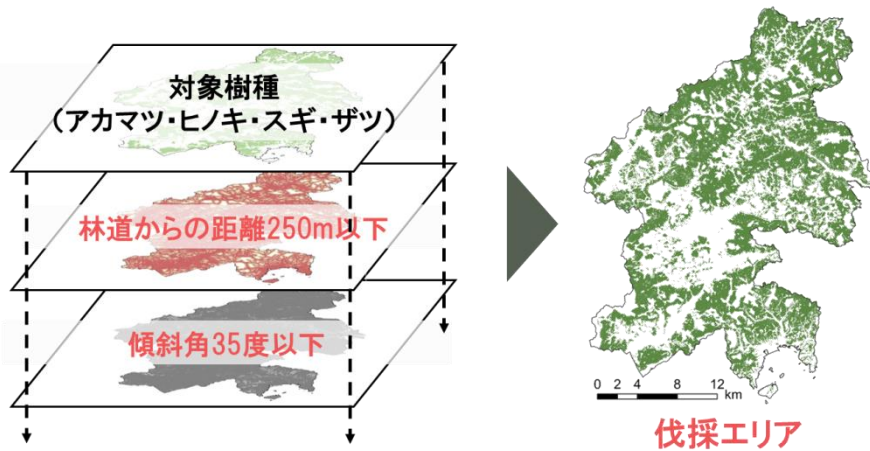 対象樹種
(アカマツ・ヒノキ・スギ・ザツ)
林道からの距離250m以下
傾斜角35度以下
0 2 4 8 12
km
伐採エリア